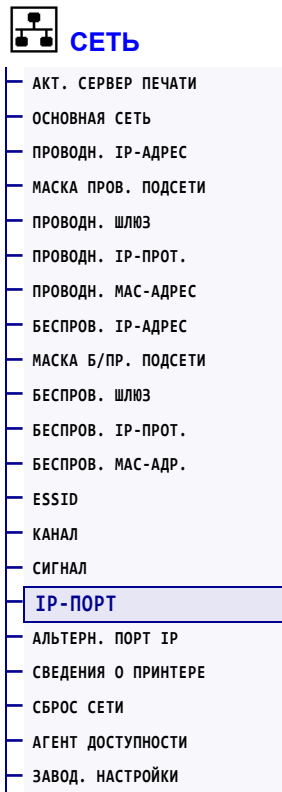 СЕТЬ
АКТ. СЕРВЕР ПЕЧАТИ
ОСНОВНАЯ СЕТЬ
ПРОВОДН. IP-АДРЕС
МАСКА ПРОВ. ПОДСЕТИ
ПРОВОДН. ШЛЮЗ
ПРОВОДН. IP-ПРОТ.
ПРОВОДН. MAC-АДРЕС
БЕСПРОВ. IP-АДРЕС
МАСКА Б/ПР. ПОДСЕТИ
БЕСПРОВ. ШЛЮЗ
БЕСПРОВ. IP-ПРОТ.
БЕСПРОВ. MAC-АДР.
ESSID
КАНАЛ
СИГНАЛ
IP-ПОРТ
АЛЬТЕРН. ПОРТ IP
СВЕДЕНИЯ О ПРИНТЕРЕ
СБРОС СЕТИ
АГЕНТ ДОСТУПНОСТИ
ЗАВОД. НАСТРОЙКИ